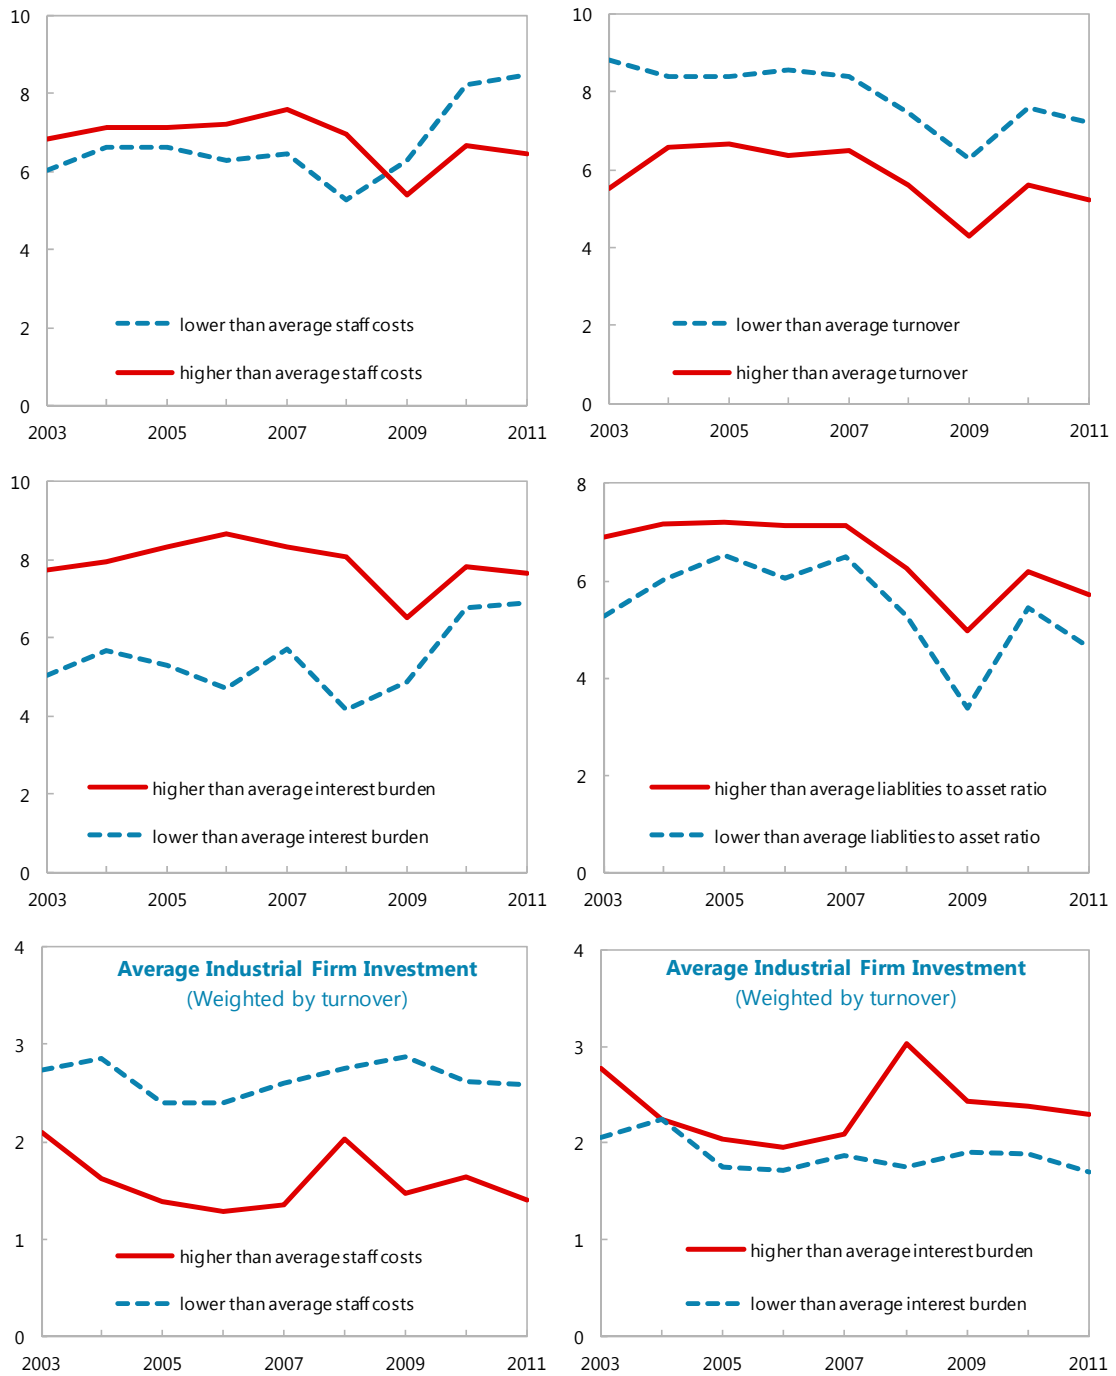 10
8
6
4
2
0
lower than average staff costs
higher than average staff costs
2003 2005 2007 2009 2011
10
8
6
4
2
0
lower than average turnover
higher than average turnover
2003 2005 2007 2009 2011
10
8
6
4
2
0
higher than average interest burden
lower than average interest burden
2003 2005 2007 2009 2011
8
6
4
2
0
higher than average liablities to asset ratio
lower than average liablities to asset ratio
2003 2005 2007 2009 2011
4
3
2
1
0
Average Industrial Firm Investment
(Weighted by turnover)
higher than average staff costs
lower than average staff costs
2003 2005 2007 2009 2011
4
3
2
1
0
Average Industrial Firm Investment
(Weighted by turnover)
higher than average interest burden
lower than average interest burden
2003 2005 2007 2009 2011